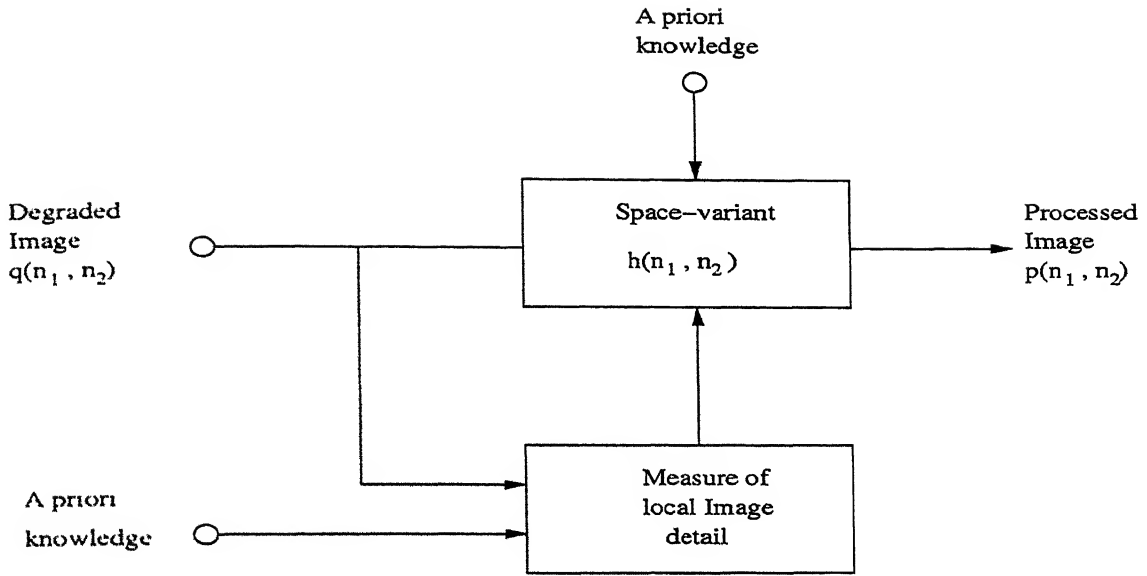 A priori
knowledge
Degraded
Image
q(n₁ , n₂)
Space-variant
h(n₁ , n₂)
Processed
Image
p(n₁ , n₂)
A priori
knowledge
Measure of
local Image
detail